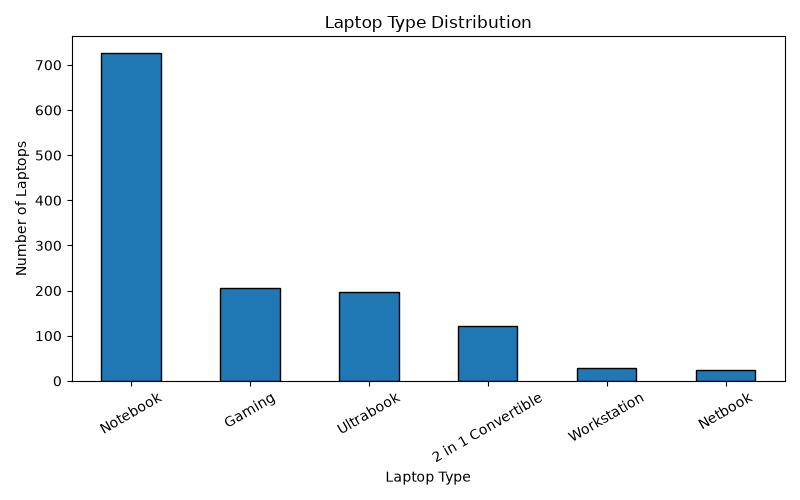 Laptop Type Distribution
Number of Laptops
700
600
500
400
300
200
100
0
Notebook
Gaming
Ultrabook
2 in 1 Convertible
Workstation
Netbook
Laptop Type